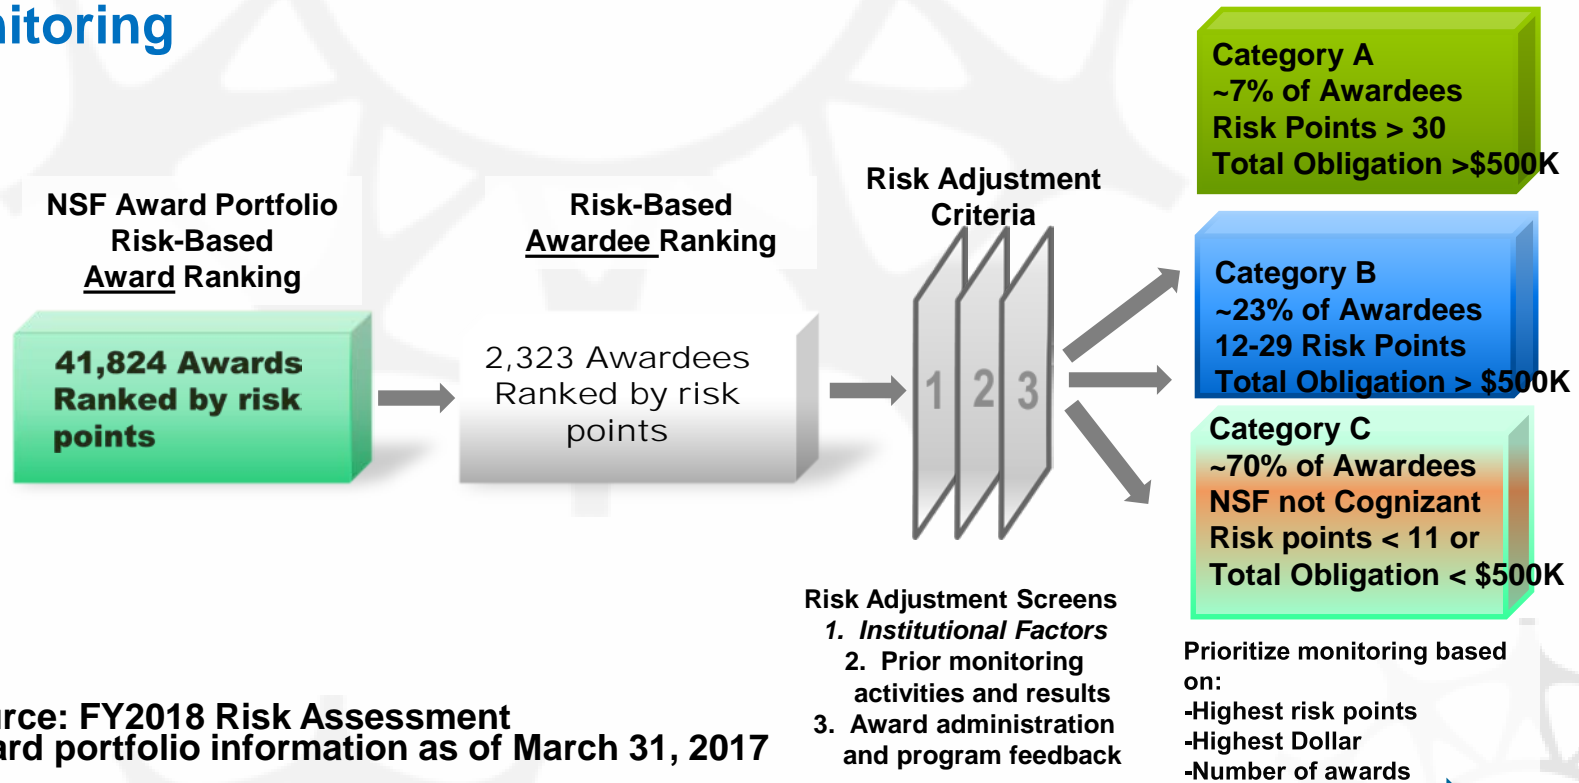 nitoring
NSF Award Portfolio
Risk-Based
Award Ranking
41,824 Awards
Ranked by risk
points
Risk-Based
Awardee Ranking
2,323 Awardees
Ranked by risk
points
Risk Adjustment
Criteria
1 2 3
Risk Adjustment Screens
1. Institutional Factors
2. Prior monitoring
activities and results
3. Award administration
and program feedback
Category A
~7% of Awardees
Risk Points > 30
Total Obligation >$500K
Category B
~23% of Awardees
12-29 Risk Points
Total Obligation > $500K
Category C
~70% of Awardees
NSF not Cognizant
Risk points < 11 or
Total Obligation < $500K
Prioritize monitoring based
on:
-Highest risk points
-Highest Dollar
-Number of awards
urce: FY2018 Risk Assessment
ard portfolio information as of March 31, 2017